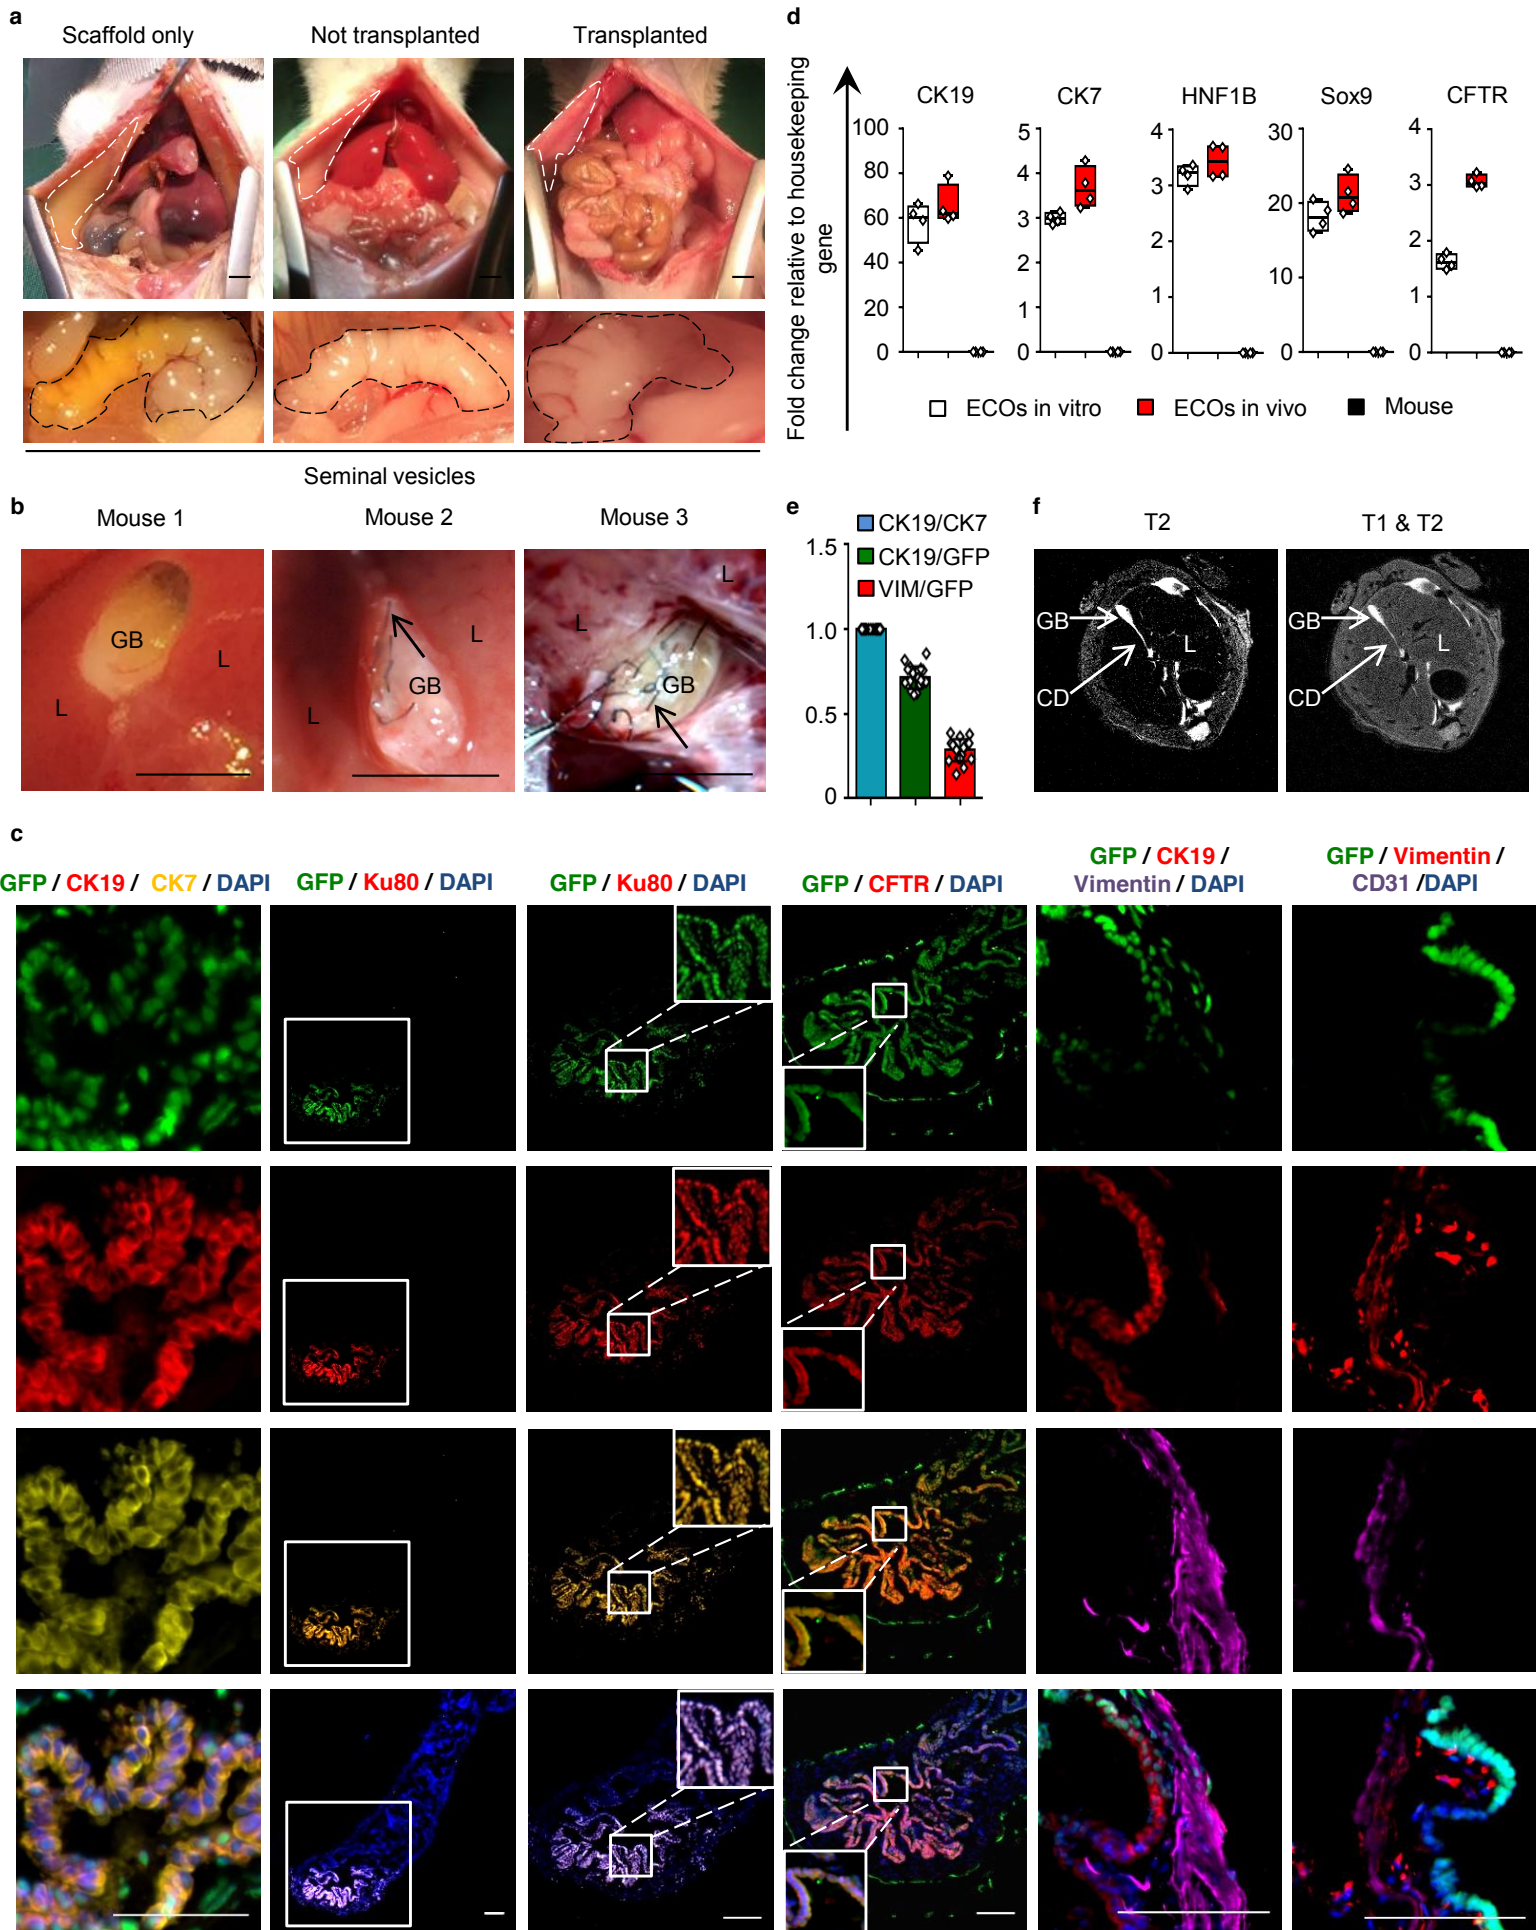 a
Scaffold only
Not transplanted
Transplanted
Seminal vesicles
b
Mouse 1
Mouse 2
Mouse 3
GB
L
L
L
GB
L
L
L
GB
c
GFP / CK19 / CK7 / DAPI
GFP / Ku80 / DAPI
GFP / Ku80 / DAPI
GFP / CFTR / DAPI
GFP / CK19 /
Vimentin / DAPI
GFP / Vimentin /
CD31 /DAPI
d
Fold change relative to housekeeping
gene
CK19
CK7
HNF1B
Sox9
CFTR
100
80
60
40
20
0
5
4
3
2
1
0
4
3
2
1
0
30
20
10
0
4
3
2
1
0
ECOs in vitro
ECOs in vivo
Mouse
e
CK19/CK7
CK19/GFP
VIM/GFP
1.5
1.0
0.5
0
f
T2
T1 & T2
GB
L
CD
GB
L
CD